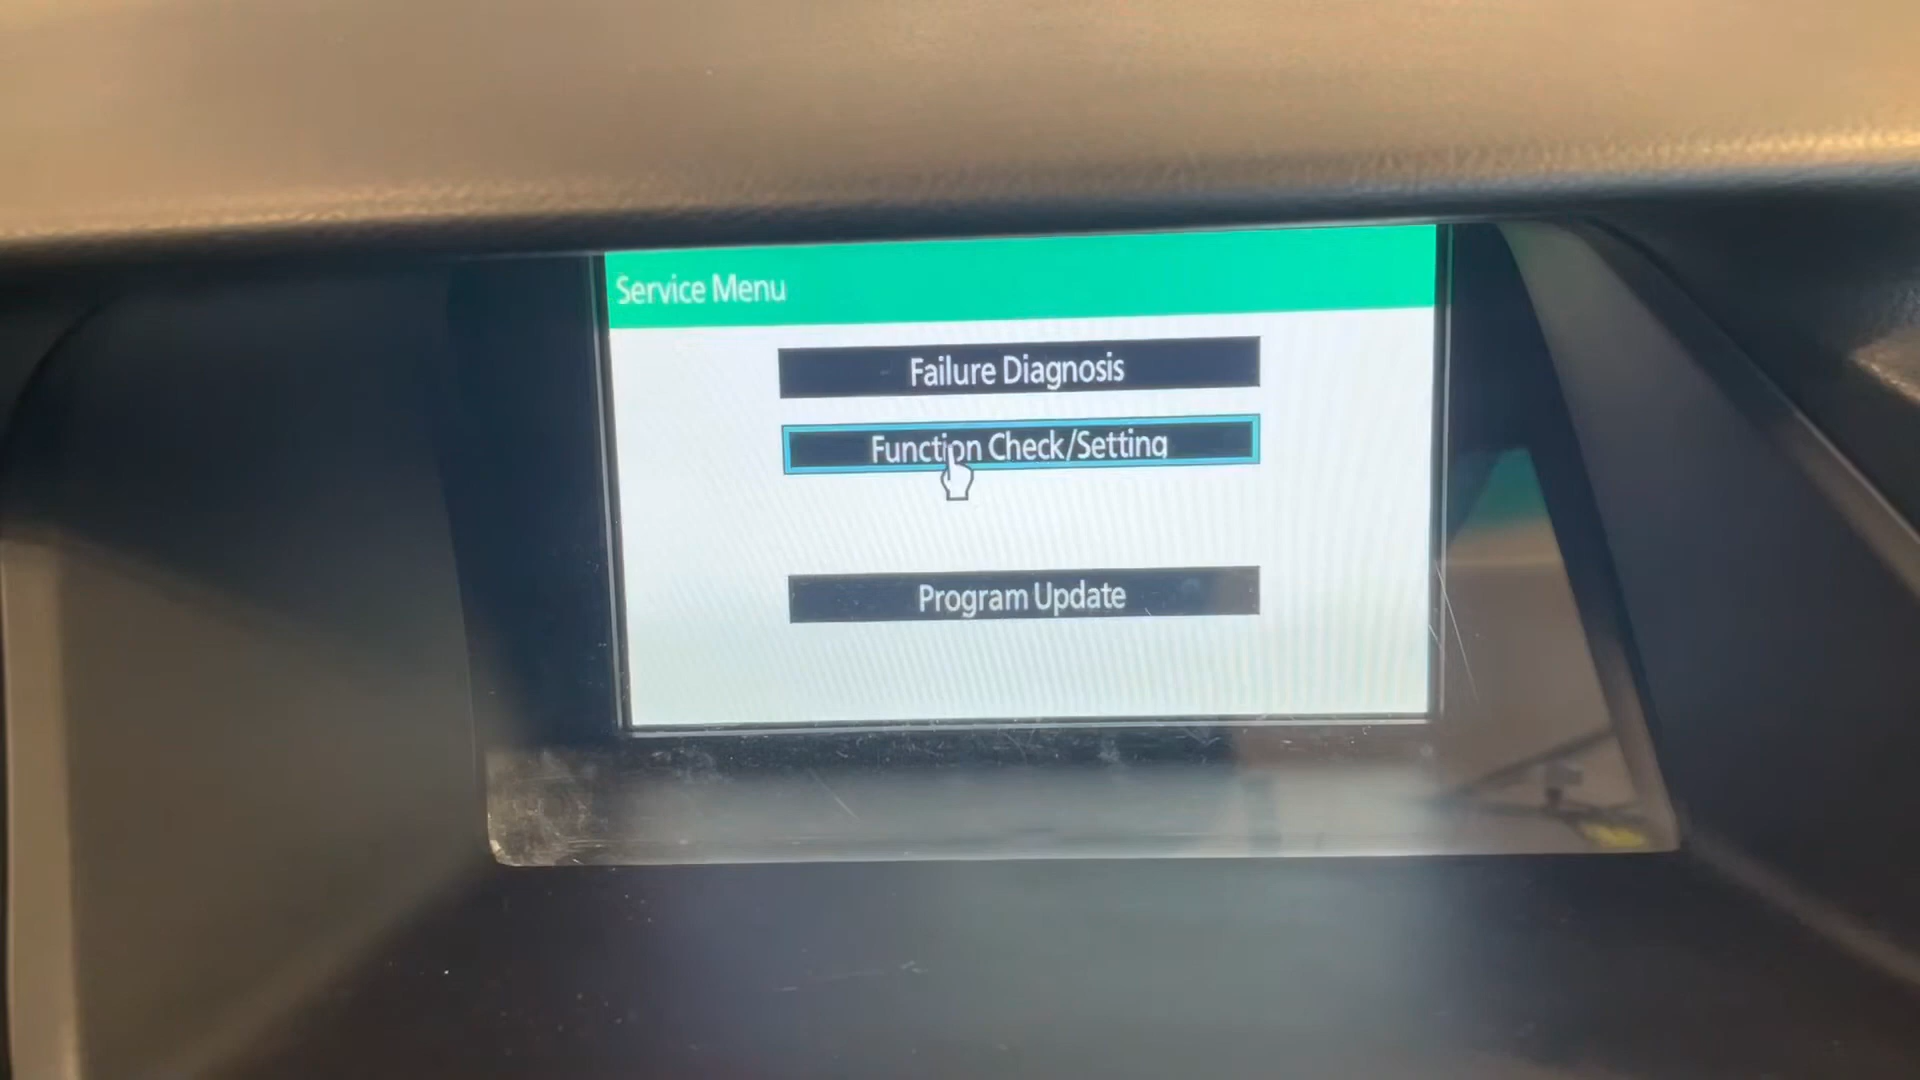 Service Menu
Failure Diagnosis
Function Check/Setting
Program Update